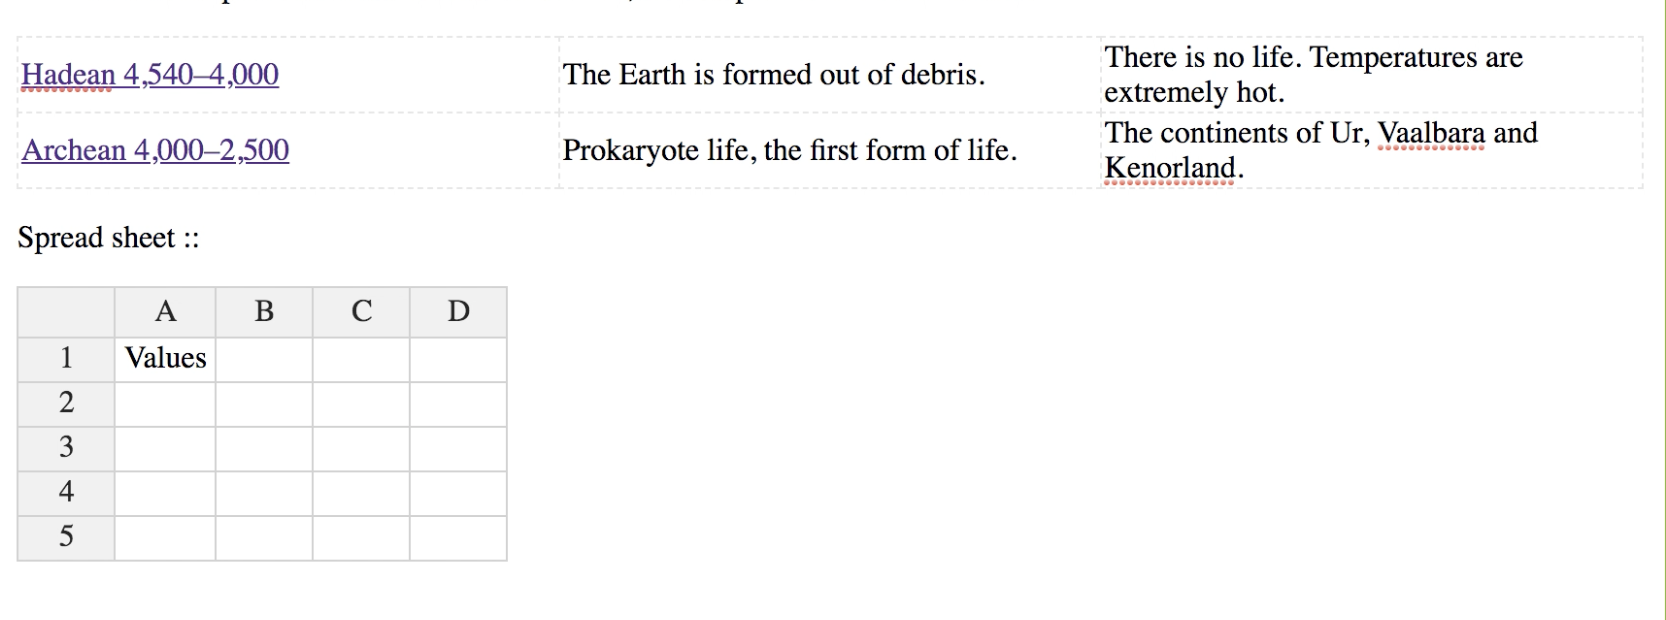 Hadean 4,540–4,000
The Earth is formed out of debris.
There is no life. Temperatures are
extremely hot.
Archean 4,000–2,500
Prokaryote life, the first form of life.
The continents of Ur, Vaalbara and
Kenorland.
Spread sheet ::
A B C D
1 Values
2
3
4
5